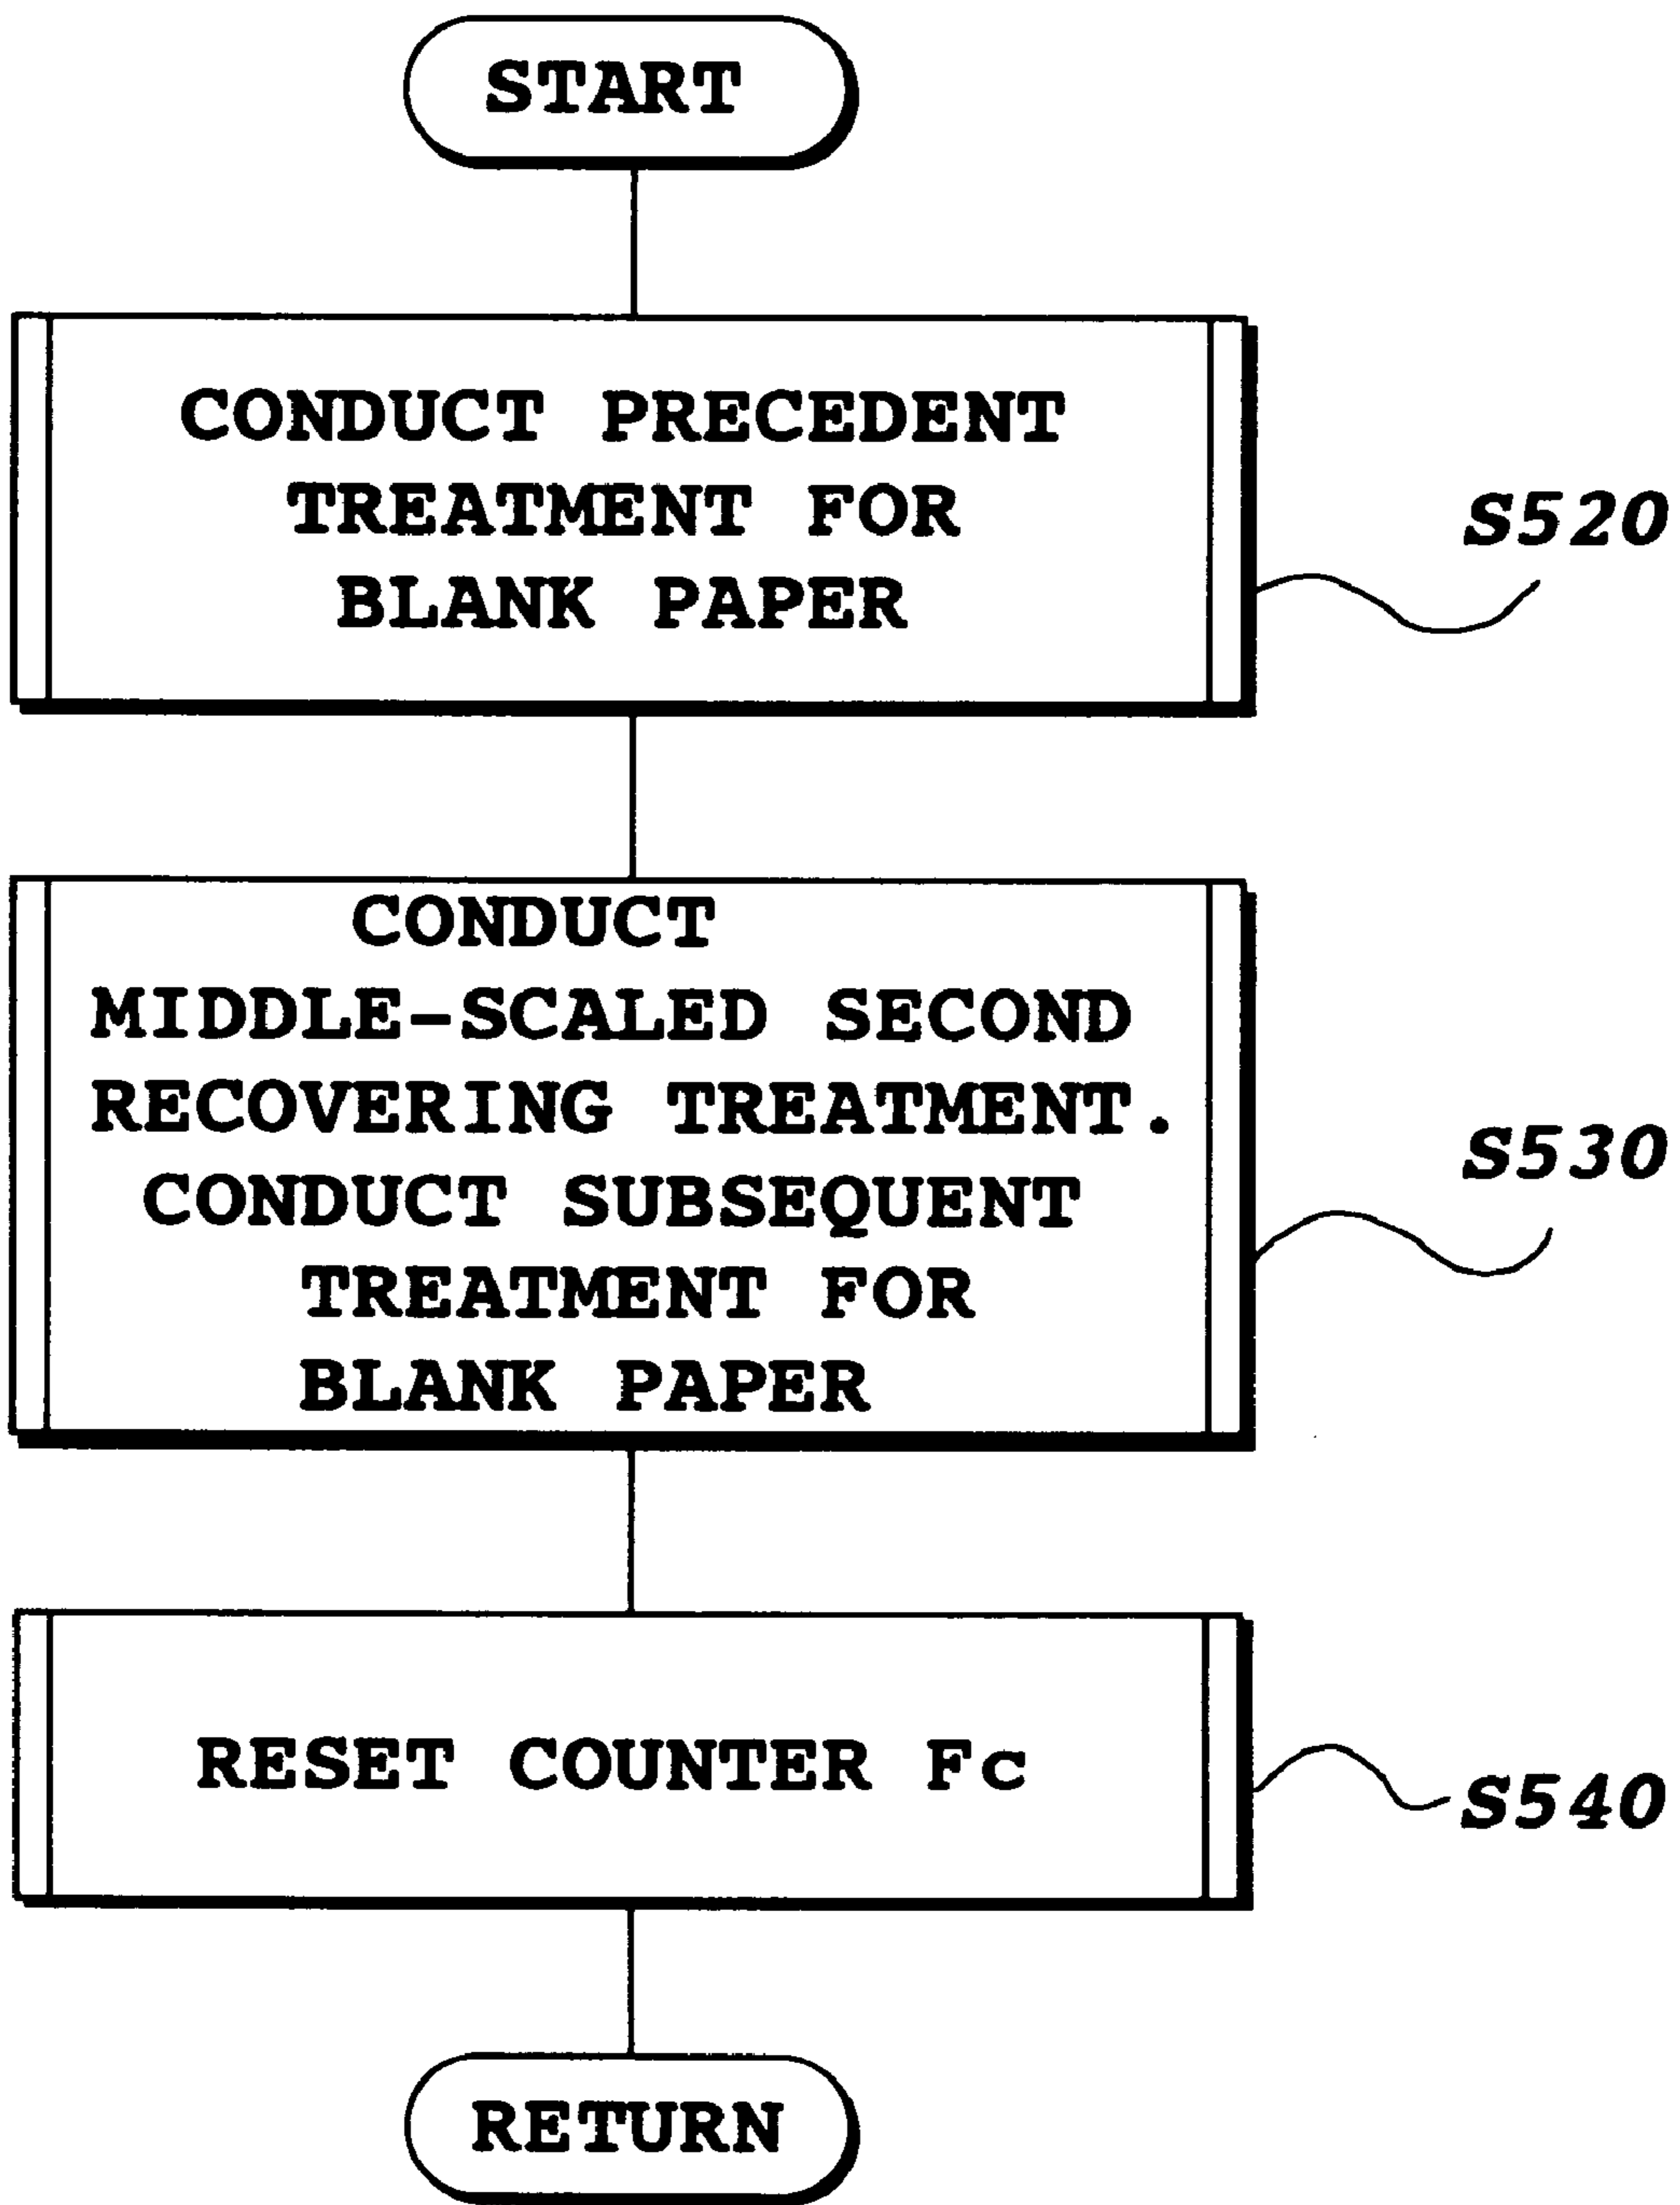 START
CONDUCT PRECEDENT
TREATMENT FOR
BLANK PAPER
S520
CONDUCT
MIDDLE-SCALED SECOND
RECOVERING TREATMENT.
CONDUCT SUBSEQUENT
TREATMENT FOR
BLANK PAPER
S530
RESET COUNTER Fc
S540
RETURN